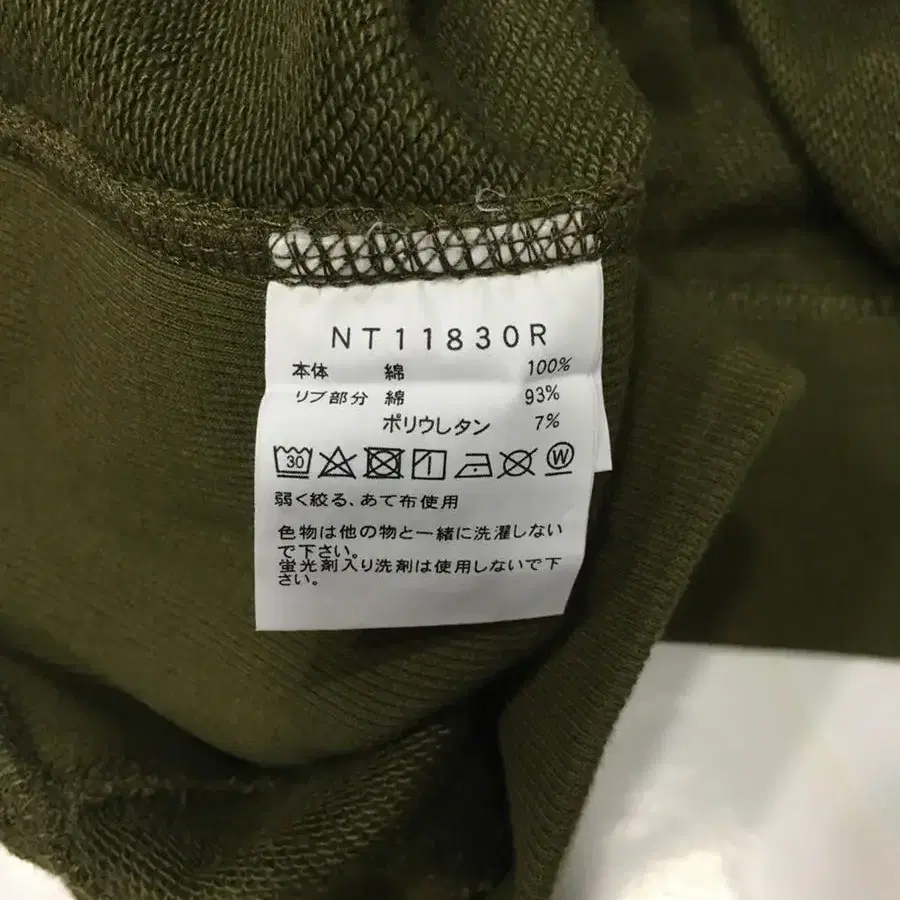 NT11830R
本体 綿 100%
リブ部分 綿 93%
ポリウレタン 7%
30 W
弱く絞る、あて布使用
色物は他の物と一緒に洗濯しない
で下さい。
蛍光剤入り洗剤は使用しないで下
さい。